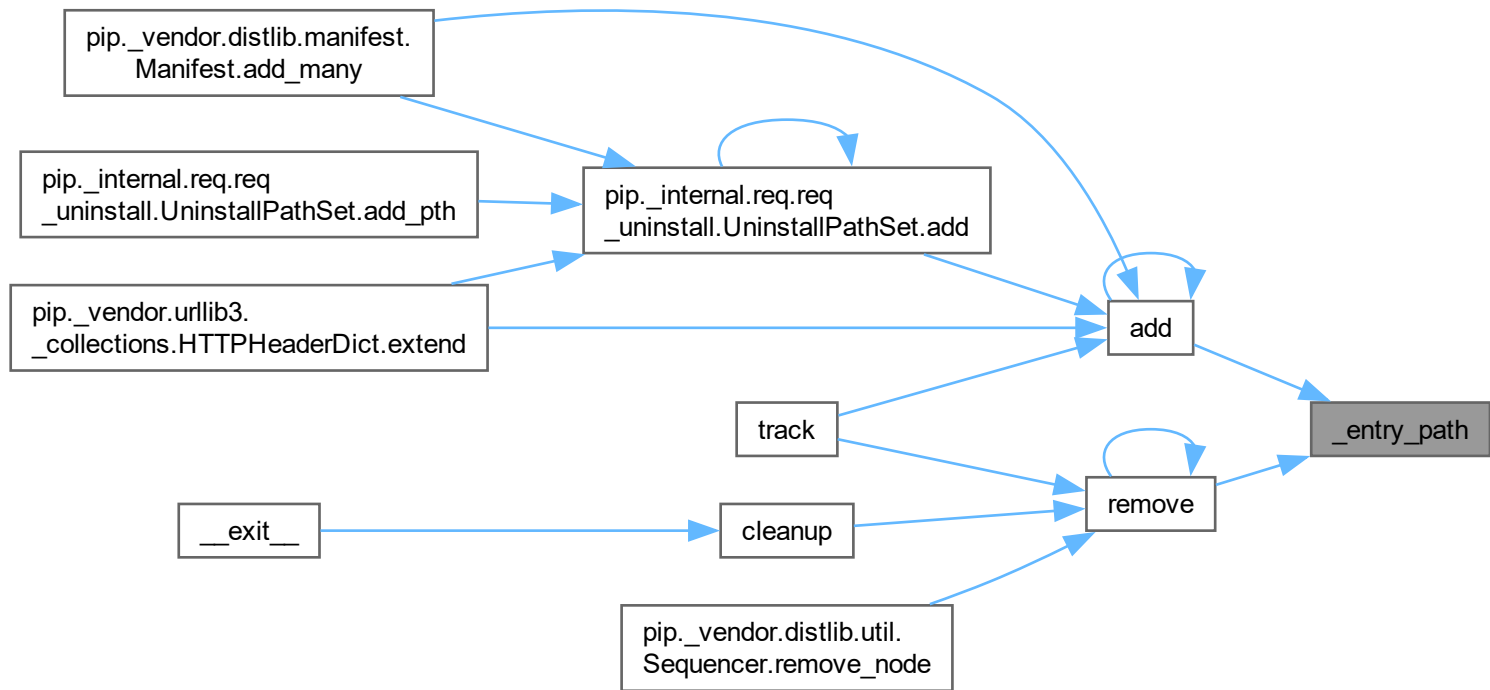 pip._vendor.distlib.manifest.
Manifest.add_many
pip._internal.req.req
_uninstall.UninstallPathSet.add_pth
pip._internal.req.req
_uninstall.UninstallPathSet.add
pip._vendor.urllib3.
_collections.HTTPHeaderDict.extend
add
track
_entry_path
remove
__exit__
cleanup
pip._vendor.distlib.util.
Sequencer.remove_node